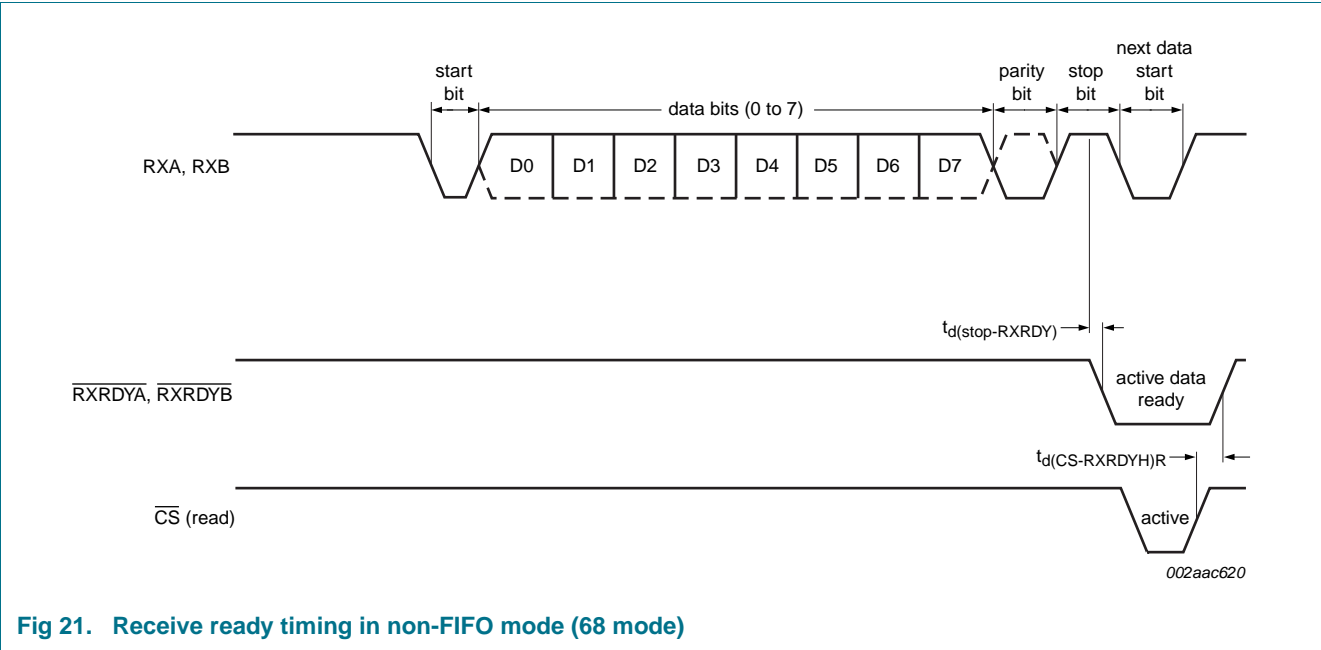 next data
start bit
parity bit
stop bit
start bit
data bits (0 to 7)
RXA, RXB
D0 D1 D2 D3 D4 D5 D6 D7
td(stop-RXRDY)
RXRDYA, RXRDYB
active data
ready
td(CS-RXRDYH)R
CS (read)
active
002aac620
Fig 21. Receive ready timing in non-FIFO mode (68 mode)